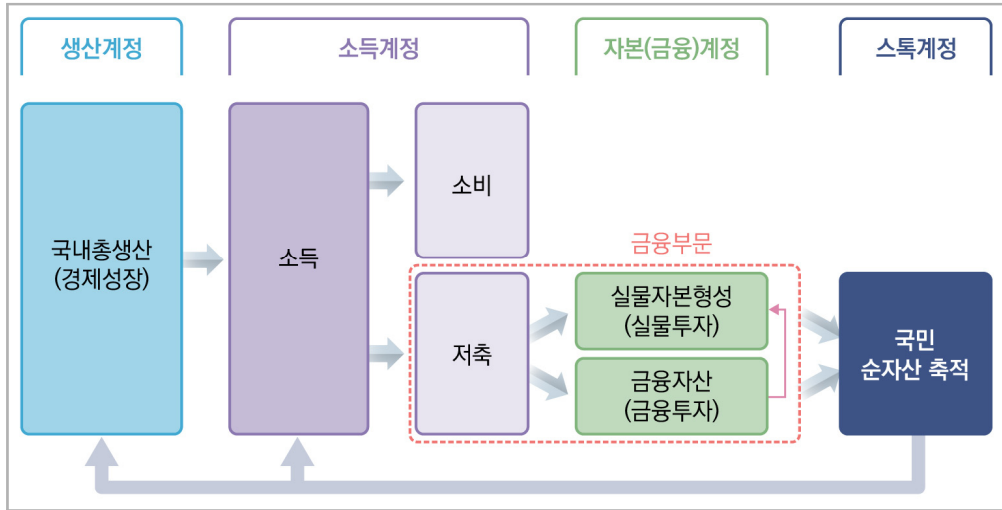 생산계정
소득계정
자본(금융)계정
스톡계정
국내총생산
(경제성장)
소득
소비
저축
금융부문
실물자본형성
(실물투자)
금융자산
(금융투자)
국민
순자산 축적